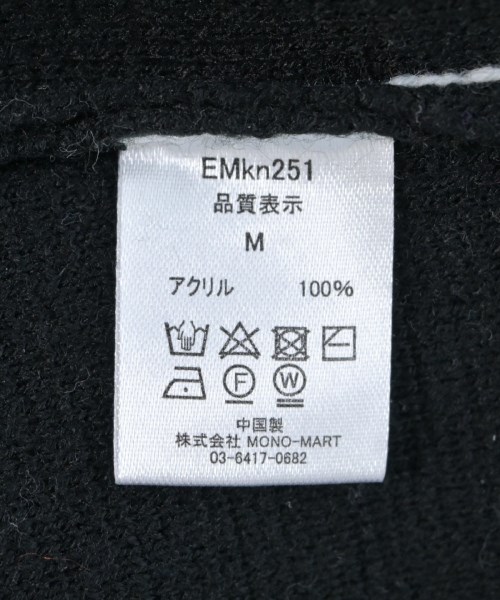 EMkn251
品質表示
M
アクリル 100%
F W
中国製
株式会社 MONO-MART
03-6417-0682